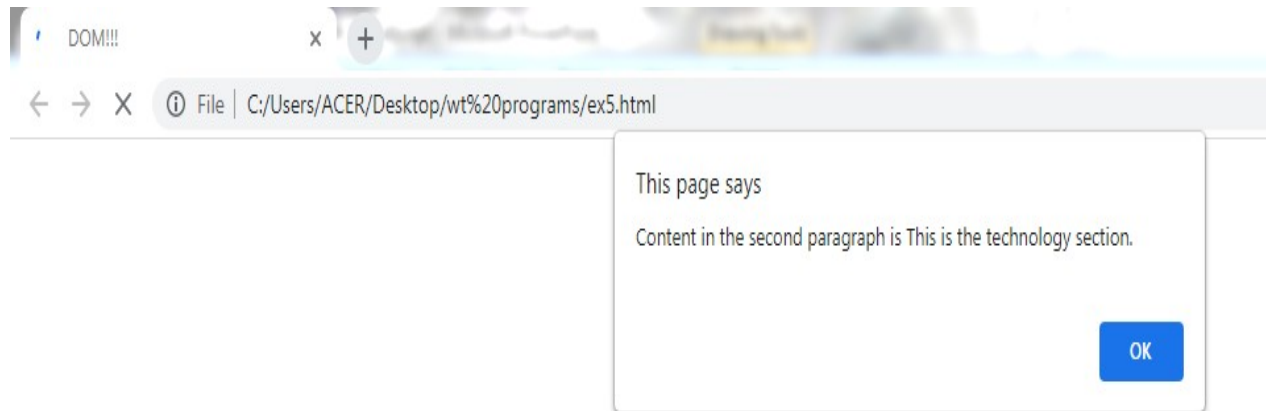 DOM!!!
File | C:/Users/ACER/Desktop/wt%20programs/ex5.html
This page says
Content in the second paragraph is This is the technology section.
OK